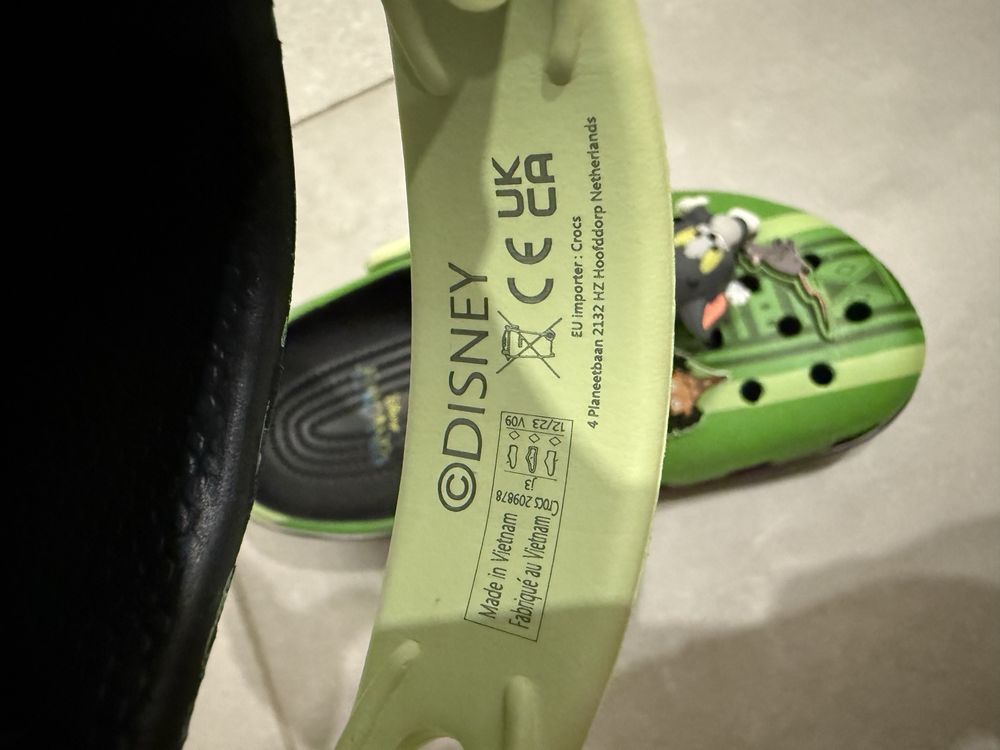 ©DISNEY
CE UK
CA
EU importer : Crocs
4 Planeetbaan 2132 HZ Hoofddorp Netherlands
Made in Vietnam
Fabriqué au Vietnam
Crocs 209878
J3
12/23 V09